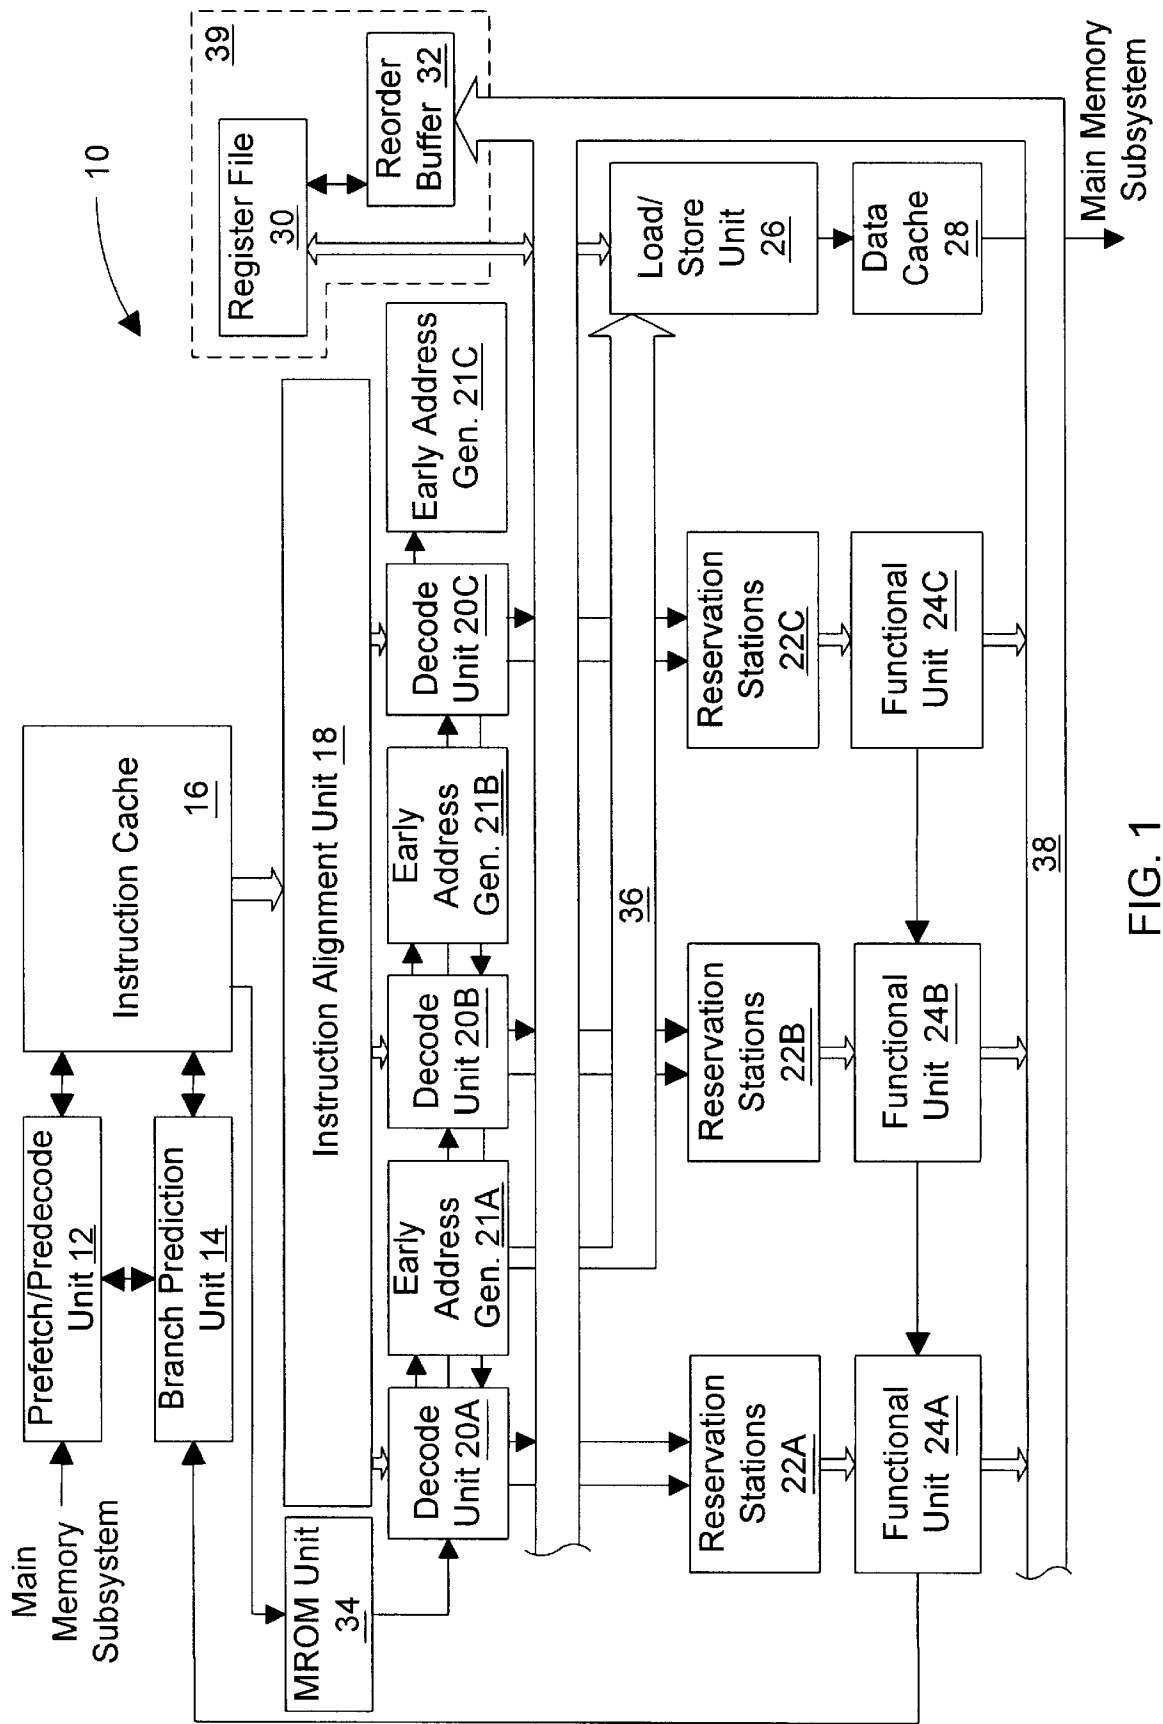 Main
Memory
Subsystem
Prefetch/Predecode
Unit 12
Branch Prediction
Unit 14
Instruction Cache
16
10
39
Register File
30
Reorder
Buffer 32
MROM Unit
34
Instruction Alignment Unit 18
Decode
Unit 20A
Early
Address
Gen. 21A
Decode
Unit 20B
Early
Address
Gen. 21B
Decode
Unit 20C
Early Address
Gen. 21C
36
Load/
Store
Unit
26
Reservation
Stations
22A
Reservation
Stations
22B
Reservation
Stations
22C
Data
Cache
28
Functional
Unit 24A
Functional
Unit 24B
Functional
Unit 24C
38
Main Memory
Subsystem
FIG. 1